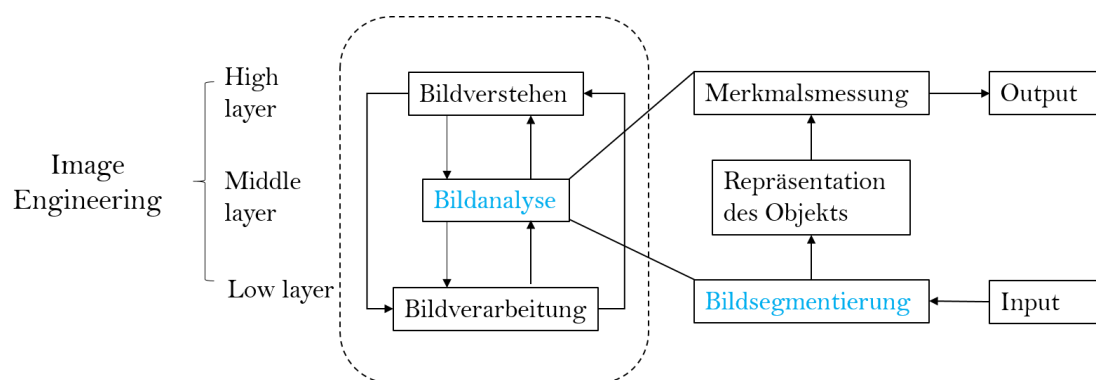 Image
Engineering
High
layer
Middle
layer
Low layer
Bildverstehen
Bildanalyse
Bildverarbeitung
Merkmalsmessung
Repräsentation
des Objekts
Bildsegmentierung
Output
Input